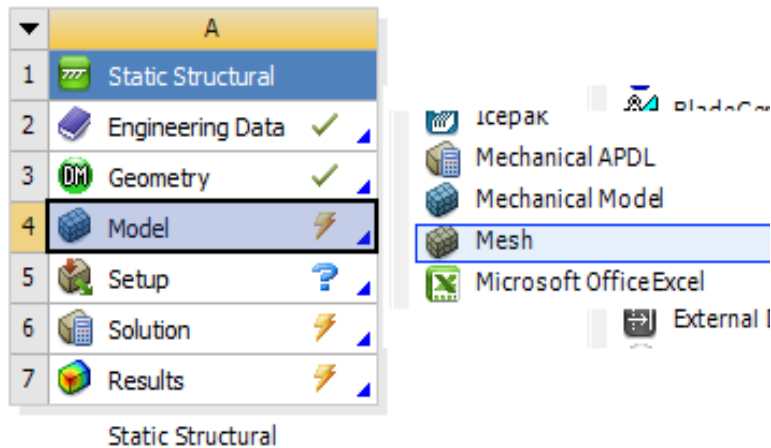 A
1 Static Structural
2 Engineering Data
3 Geometry
4 Model
5 Setup
6 Solution
7 Results
Static Structural
Icepak
Mechanical APDL
Mechanical Model
Mesh
Microsoft Office Excel
External